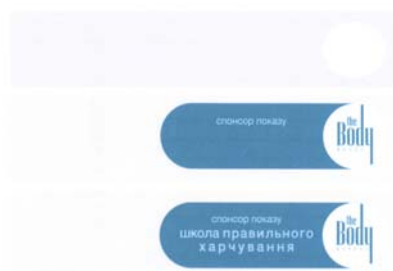 спонсор показу
the
Body
спонсор показу
школа правильного
харчування
the
Body